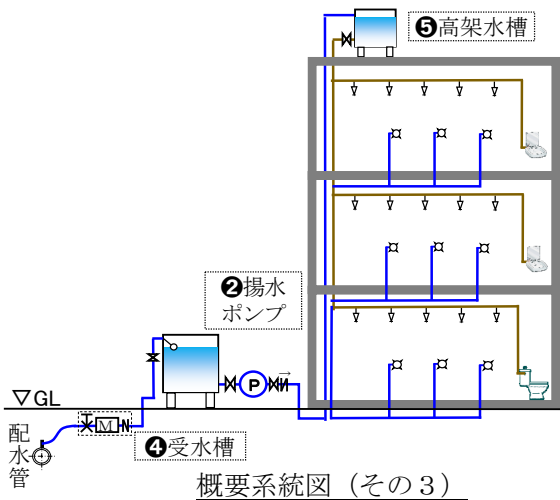 ❺高架水槽
❷揚水
ポンプ
P
▽GL
M
配
水
管
❹受水槽
概要系統図（その３）